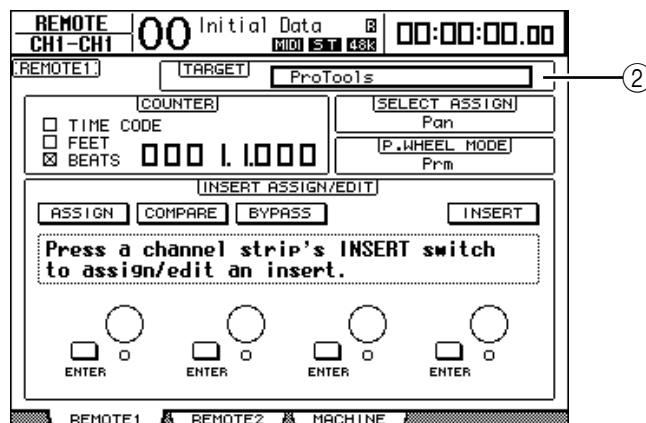 REMOTE
CH1-CH1
00 Initial Data R
MIDI ST 48K
00:00:00.00
REMOTE1
TARGET
ProTools
2
COUNTER
TIME CODE
FEET
BEATS
000 1. 1.000
SELECT ASSIGN
Pan
P.WHEEL MODE
Prm
INSERT ASSIGN/EDIT
ASSIGN COMPARE BYPASS INSERT
Press a channel strip's INSERT switch
to assign/edit an insert.
ENTER ENTER ENTER ENTER
REMOTE1 REMOTE2 MACHINE